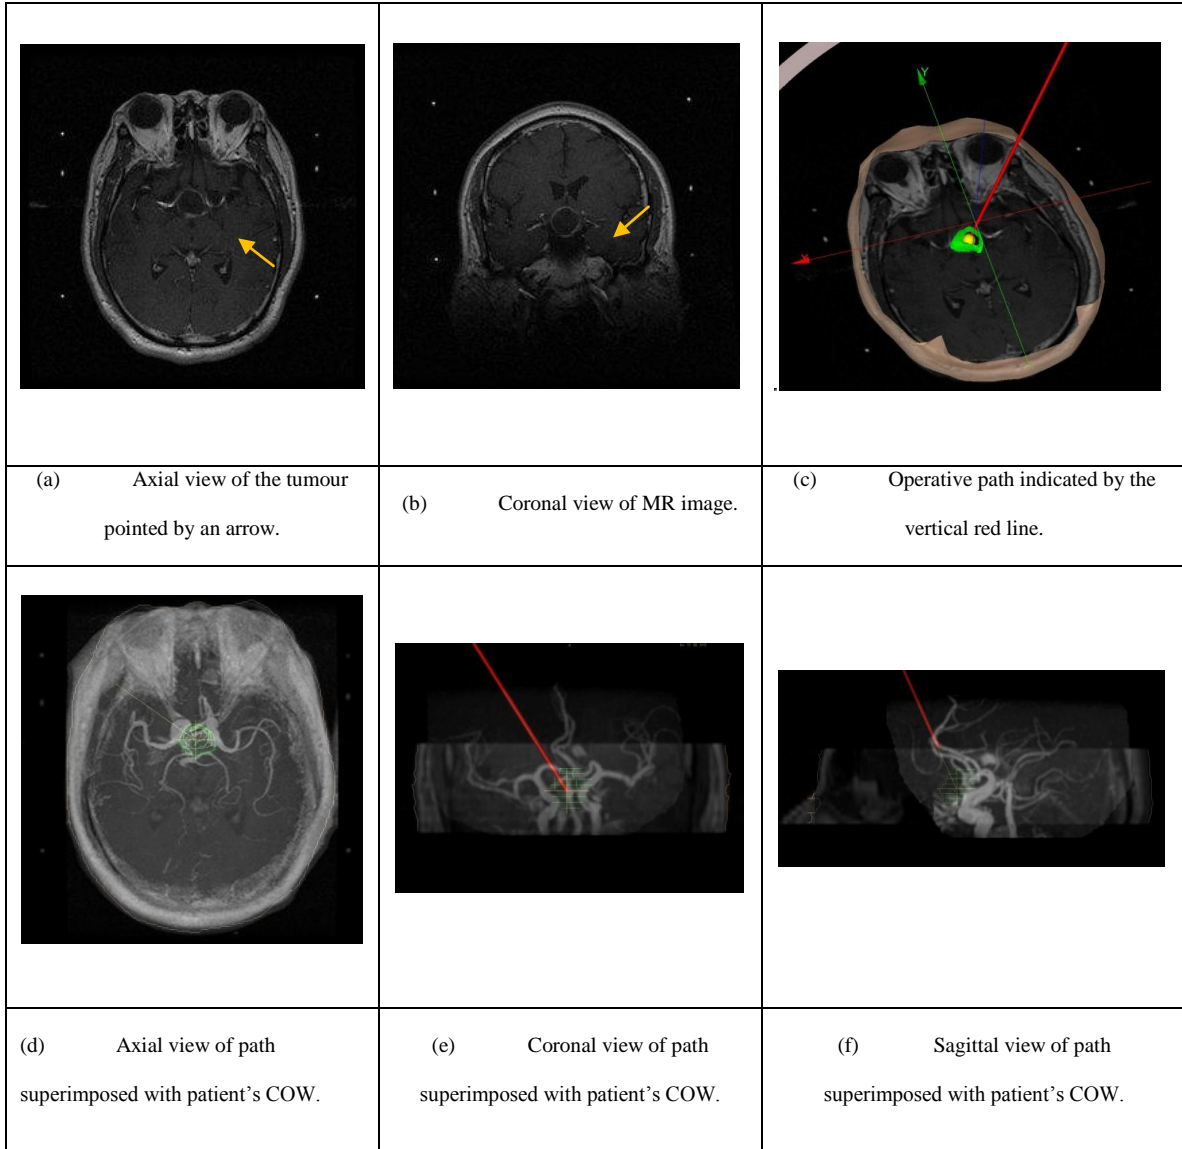 Y
X
(a) Axial view of the tumour
pointed by an arrow.
(b) Coronal view of MR image.
(c) Operative path indicated by the
vertical red line.
(d) Axial view of path
superimposed with patient’s COW.
(e) Coronal view of path
superimposed with patient’s COW.
(f) Sagittal view of path
superimposed with patient’s COW.